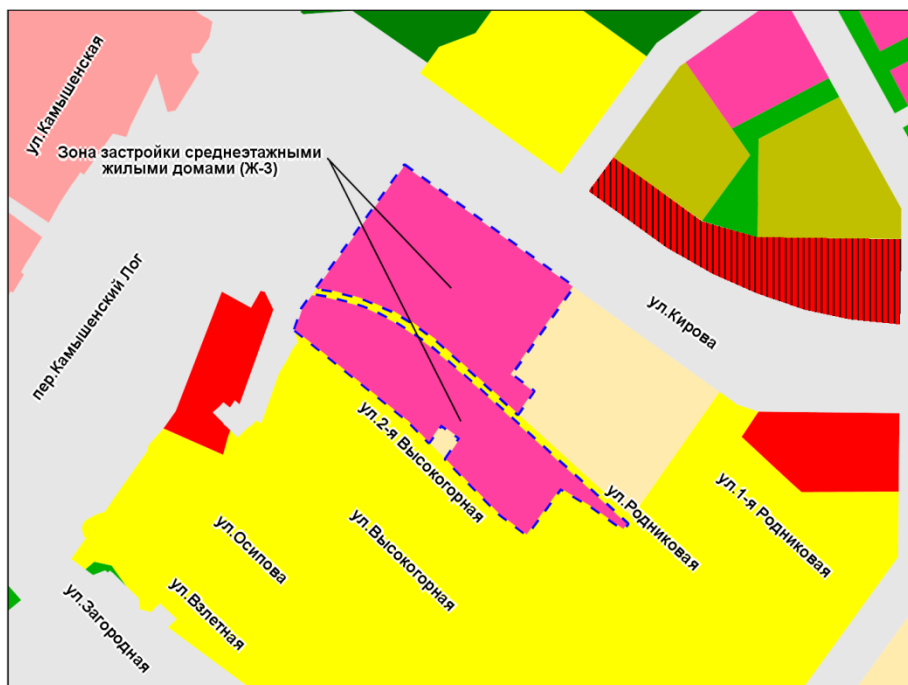 ул.Камышенская
Зона застройки среднеэтажными
жилыми домами (Ж-3)
пер.Камышенский Лог
ул.Кирова
ул.2-я Высокогорная
ул.Родниковая
ул.1-я Родниковая
ул.Осипова
ул.Высокогорная
ул.Взлетная
ул.Загородная